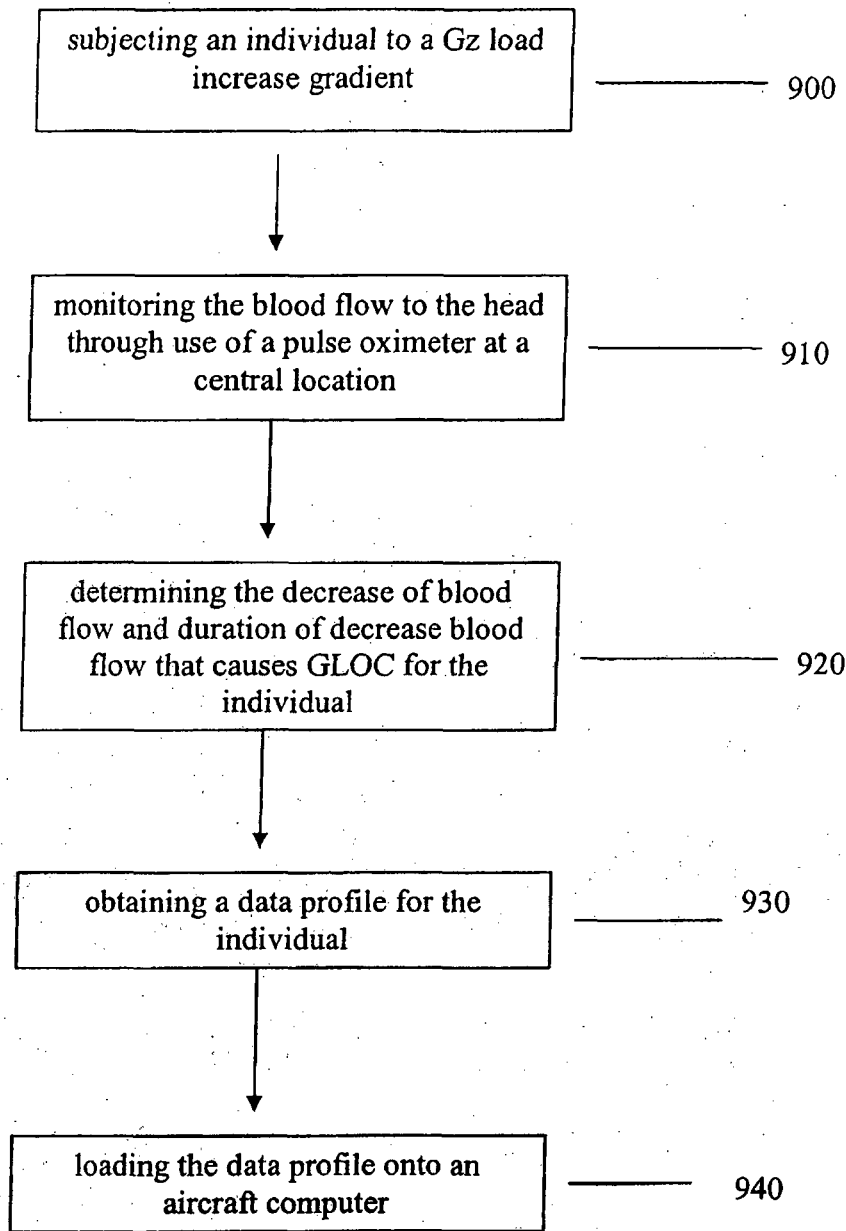 subjecting an individual to a Gz load
increase gradient
900
monitoring the blood flow to the head
through use of a pulse oximeter at a
central location
910
determining the decrease of blood
flow and duration of decrease blood
flow that causes GLOC for the
individual
920
obtaining a data profile for the
individual
930
loading the data profile onto an
aircraft computer
940